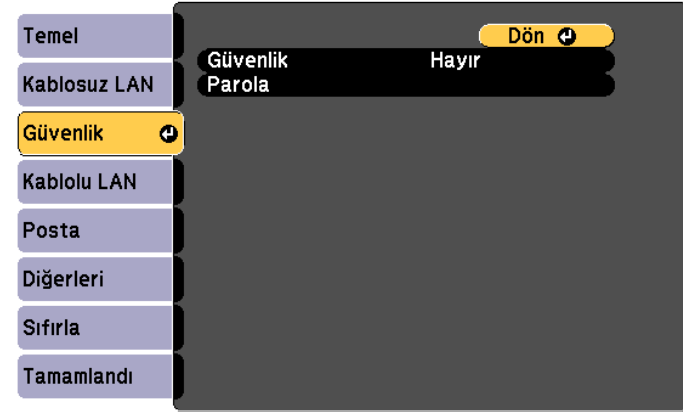 Temel
Kablosuz LAN
Güvenlik
Kablolu LAN
Posta
Diğerleri
Sıfırla
Tamamlandı
Dön
Güvenlik Hayır
Parola